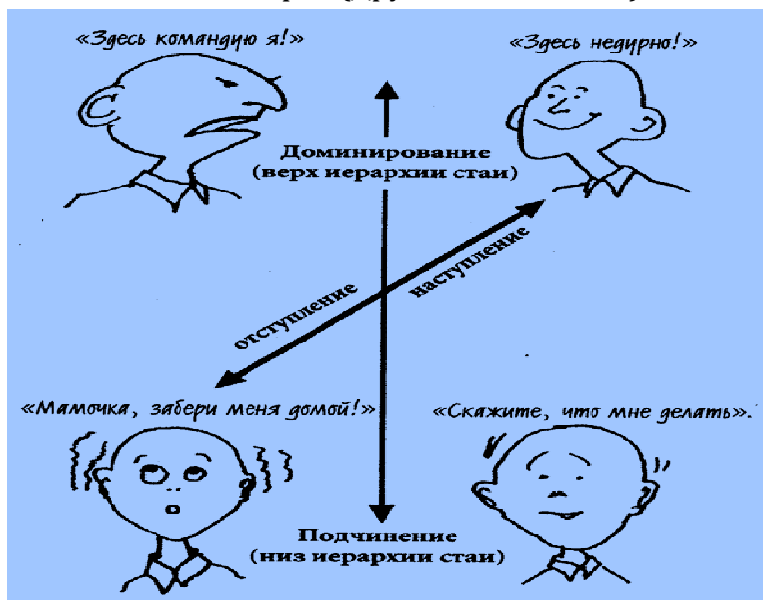 «Здесь командую я!»
«Здесь недурно!»
Доминирование
(верх иерархии стаи)
отступление
наступление
«Мамочка, забери меня домой!»
«Скажите, что мне делать».
Подчинение
(низ иерархии стаи)